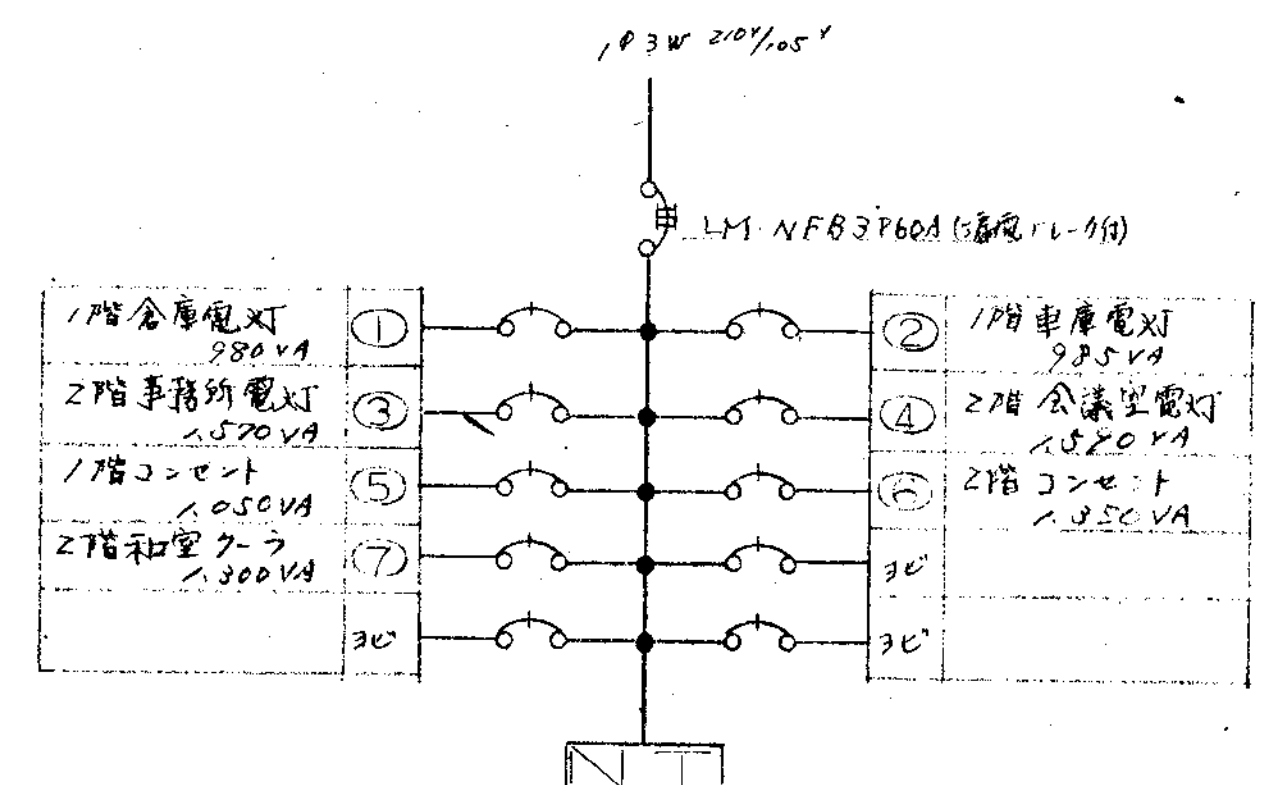 1Φ3W 210V/105V
LM. NFB3P60A (漏電ブレーカ付)
1階倉庫電灯
980VA
①
②
1階車庫電灯
985VA
2階事務所電灯
1.570VA
③
④
2階会議室電灯
1階コンセント
1.050VA
⑤
⑥
2階コンセント
1.350VA
2階和室クーラ
1.300VA
⑦
ヨビ
ヨビ
ヨビ
N T